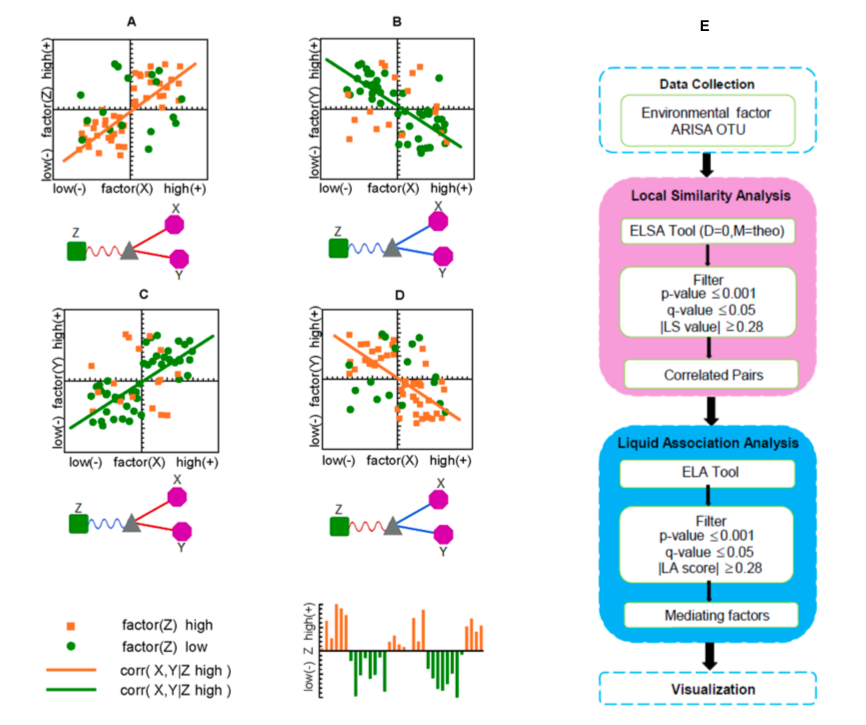 A
high(+)
factor(Z)
low(-)
low(-) factor(X) high(+)
Z
X
Y
B
high(+)
factor(Y)
low(-)
low(-) factor(X) high(+)
Z
X
Y
C
high(+)
factor(Y)
low(-)
low(-) factor(X) high(+)
Z
X
Y
D
high(+)
factor(Y)
low(-)
low(-) factor(X) high(+)
Z
X
Y
factor(Z) high
factor(Z) low
corr( X,Y|Z high )
corr( X,Y|Z high )
low(-) Z high(+)
E
Data Collection
Environmental factor
ARISA OTU
Local Similarity Analysis
ELSA Tool (D=0,M=theo)
Filter
p-value ≤0.001
q-value ≤0.05
|LS value| ≥0.28
Correlated Pairs
Liquid Association Analysis
ELA Tool
Filter
p-value ≤0.001
q-value ≤0.05
|LA score| ≥0.28
Mediating factors
Visualization